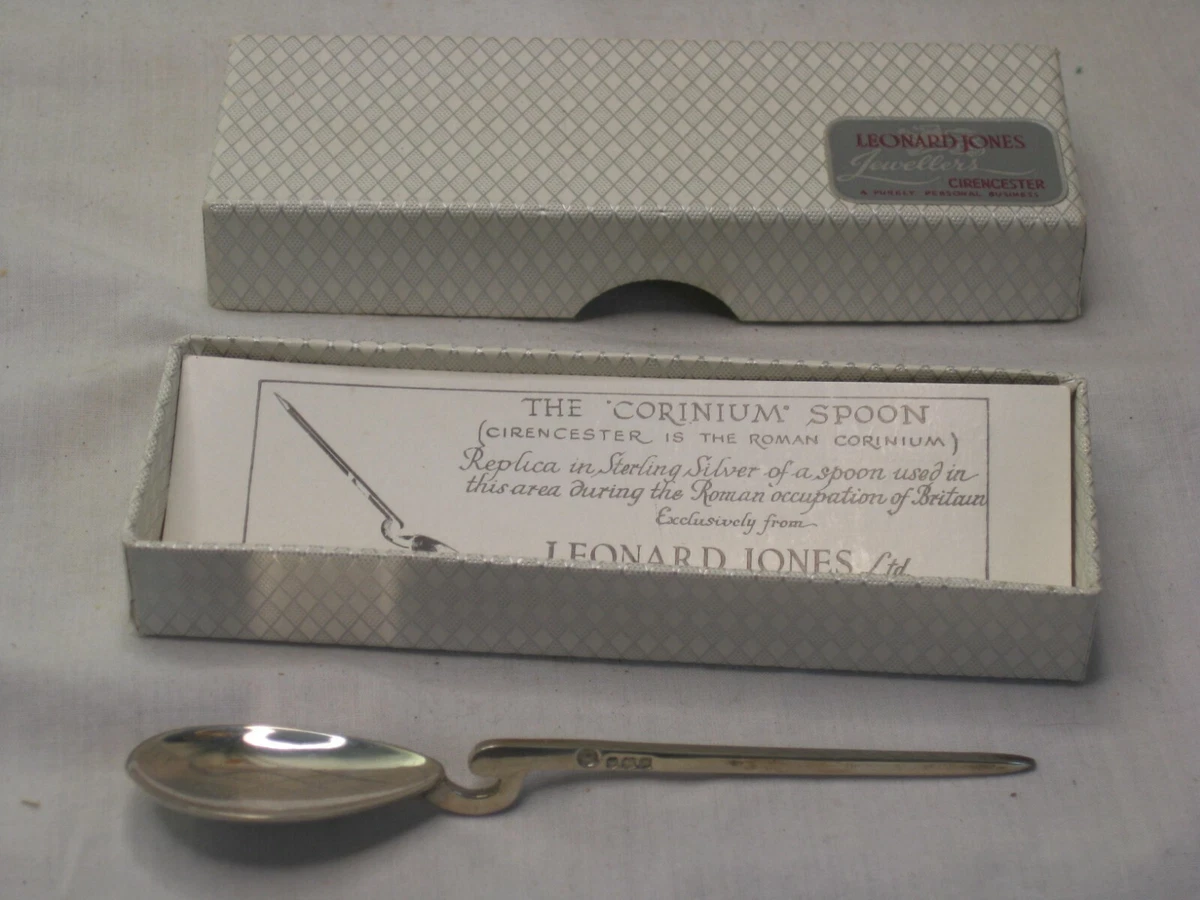 LEONARD JONES
Jewellers
CIRENCESTER
A PURELY PERSONAL BUSINESS
THE "CORINIUM" SPOON
(CIRENCESTER IS THE ROMAN CORINIUM)
Replica in Sterling Silver of a spoon used in
this area during the Roman occupation of Britain
Exclusively from
LEONARD JONES Ltd